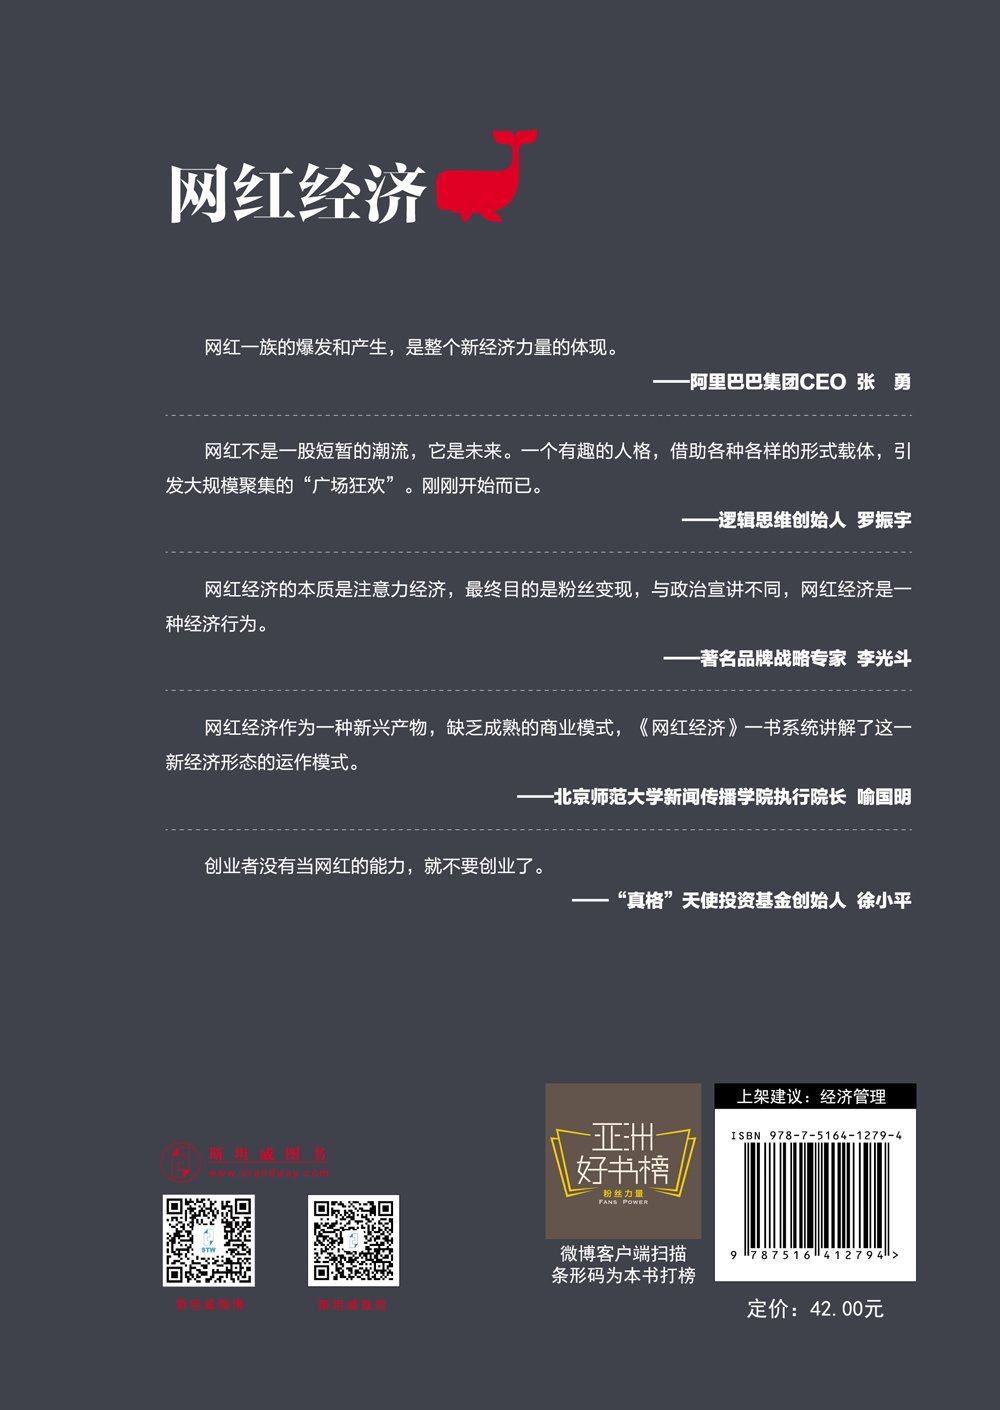 网红经济
网红一族的爆发和产生，是整个新经济力量的体现。
——阿里巴巴集团CEO 张　勇
网红不是一股短暂的潮流，它是未来。一个有趣的人格，借助各种各样的形式载体，引
发大规模聚集的“广场狂欢”。刚刚开始而已。
——逻辑思维创始人 罗振宇
网红经济的本质是注意力经济，最终目的是粉丝变现，与政治宣讲不同，网红经济是一
种经济行为。
——著名品牌战略专家 李光斗
网红经济作为一种新兴产物，缺乏成熟的商业模式，《网红经济》一书系统讲解了这一
新经济形态的运作模式。
——北京师范大学新闻传播学院执行院长 喻国明
创业者没有当网红的能力，就不要创业了。
——“真格”天使投资基金创始人 徐小平
斯坦威图书
www.standway.com
STW
亚洲
好书榜
粉丝力量
FANS POWER
微博客户端扫描
条形码为本书打榜
上架建议：经济管理
ISBN 978-7-5164-1279-4
9 787516 412794 >
定价：42.00元